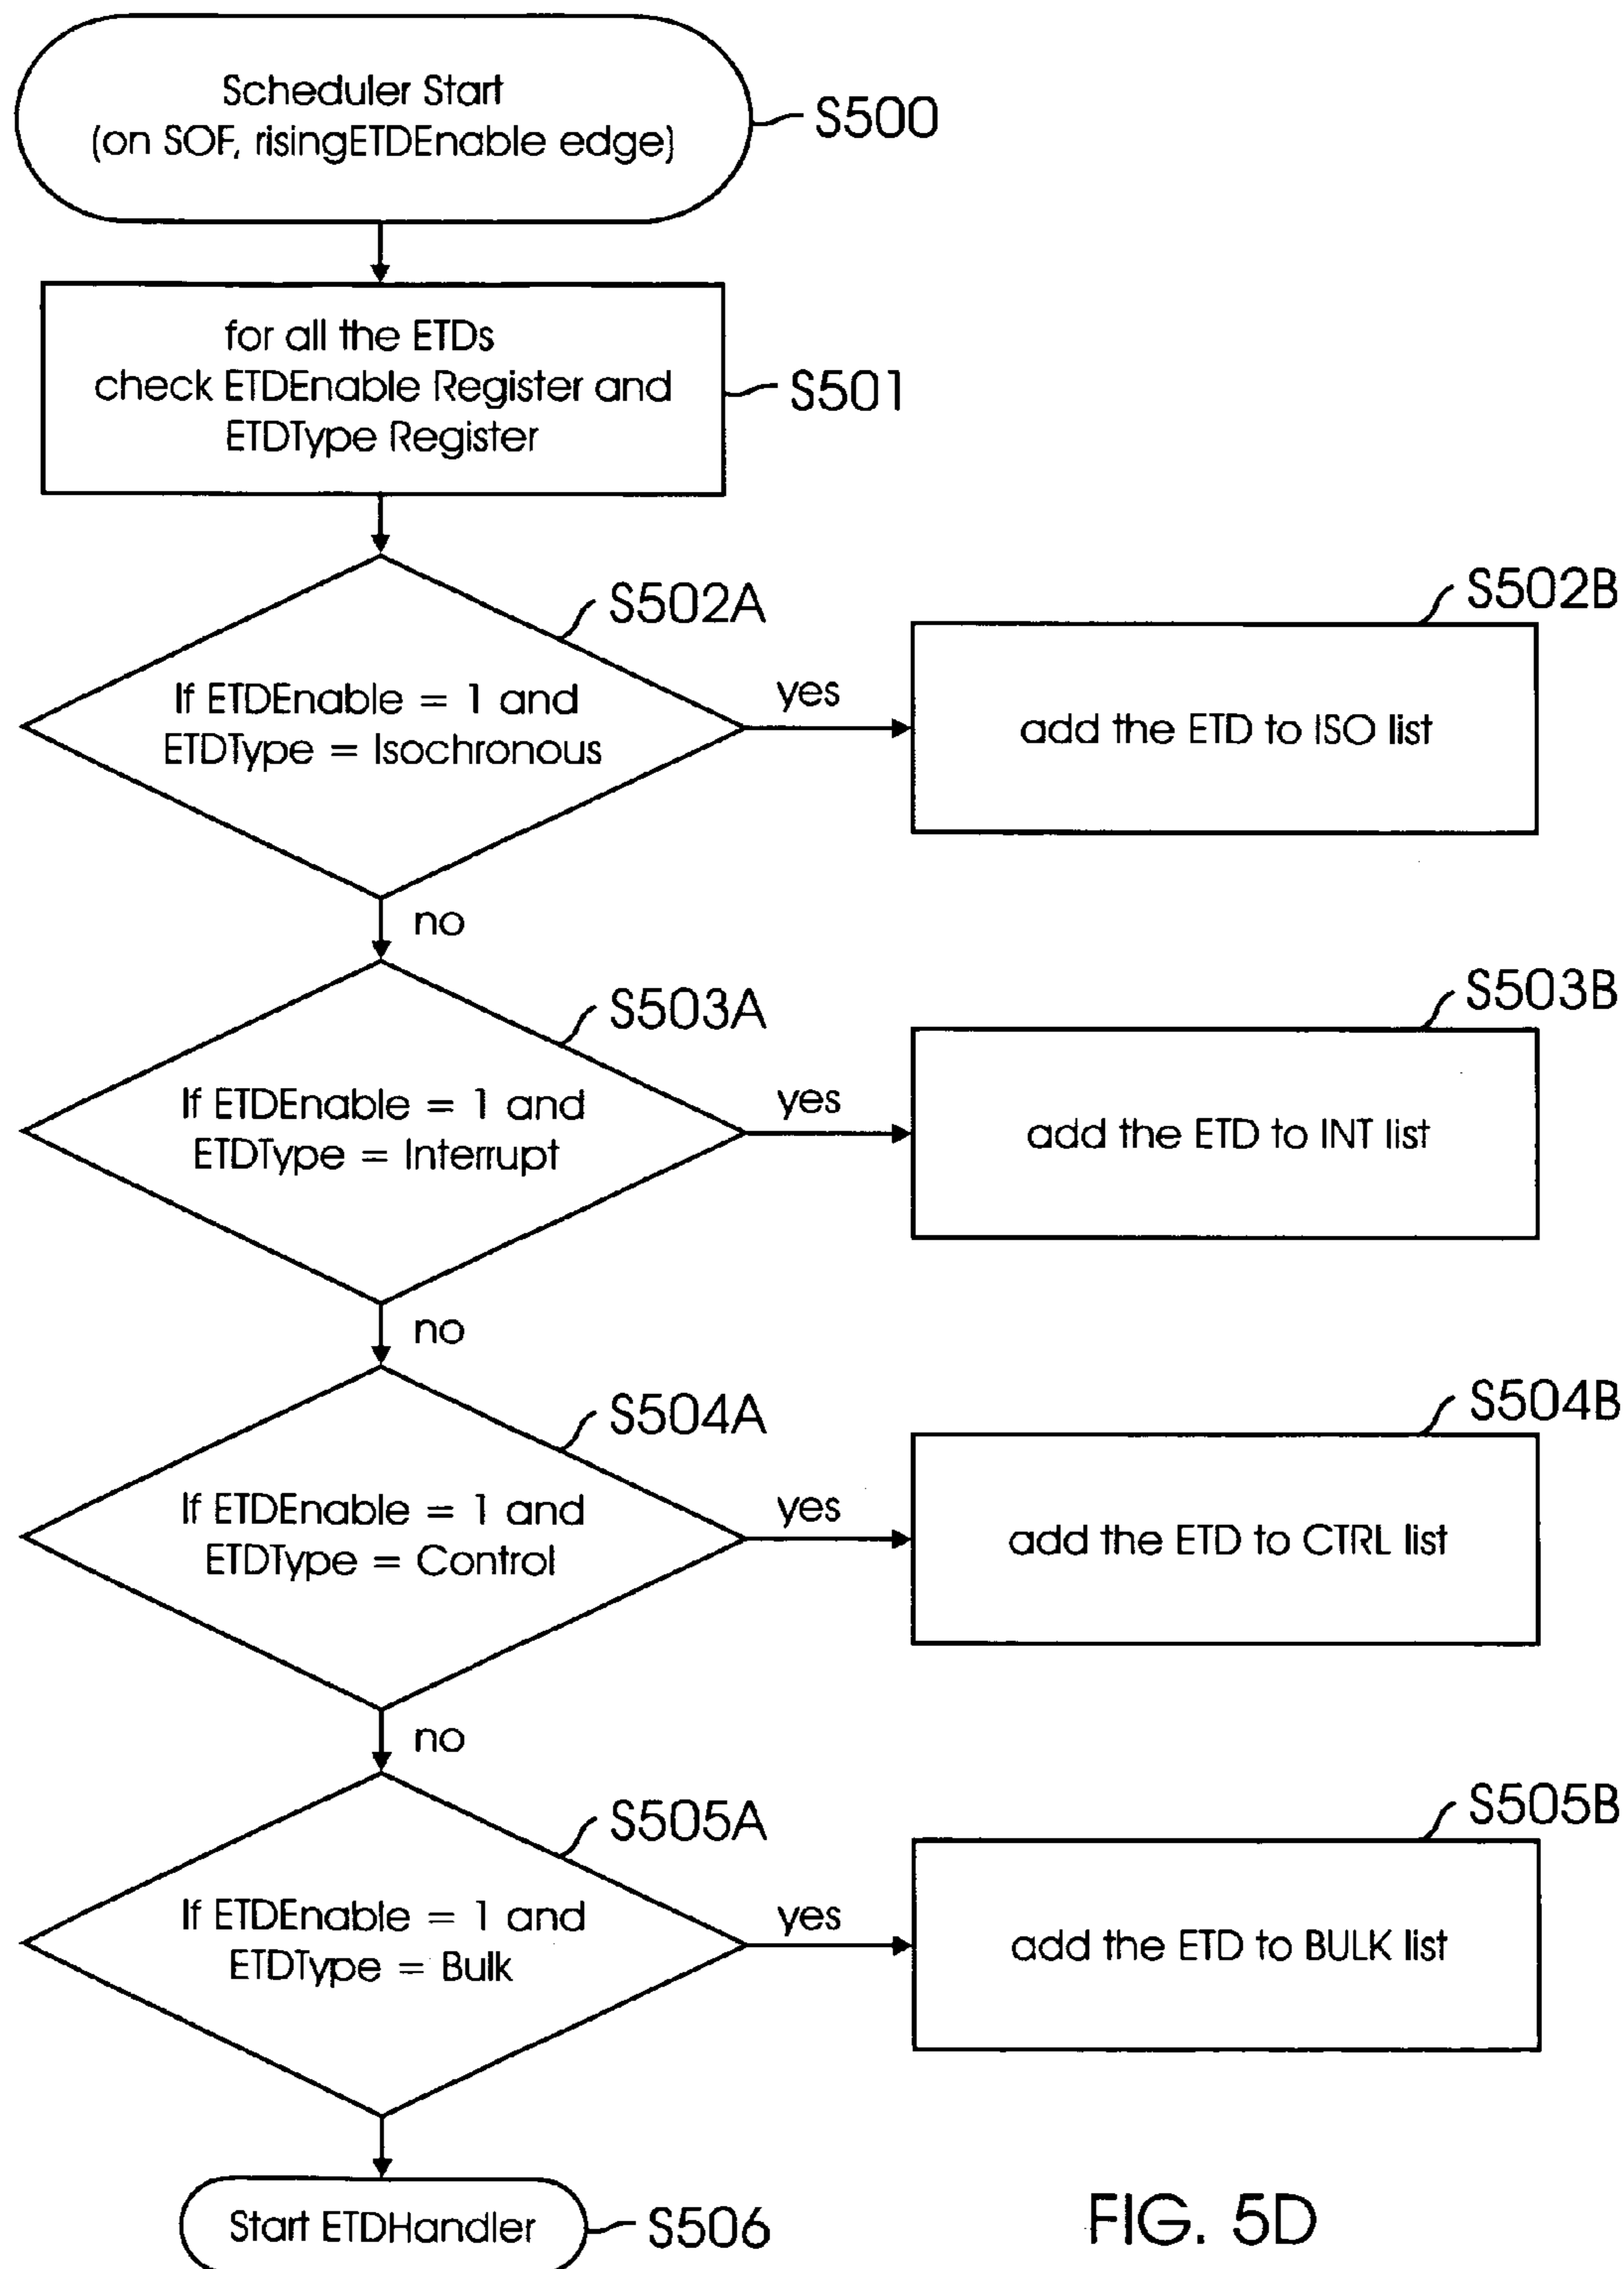 Scheduler Start
(on SOF, risingETDEnable edge)
S500
for all the ETDs
check ETDEnable Register and
ETDType Register
S501
S502A
If ETDEnable = 1 and
ETDType = Isochronous
yes
S502B
add the ETD to ISO list
no
S503A
If ETDEnable = 1 and
ETDType = Interrupt
yes
S503B
add the ETD to INT list
no
S504A
If ETDEnable = 1 and
ETDType = Control
yes
S504B
add the ETD to CTRL list
no
S505A
If ETDEnable = 1 and
ETDType = Bulk
yes
S505B
add the ETD to BULK list
Start ETDHandler
S506
FIG. 5D